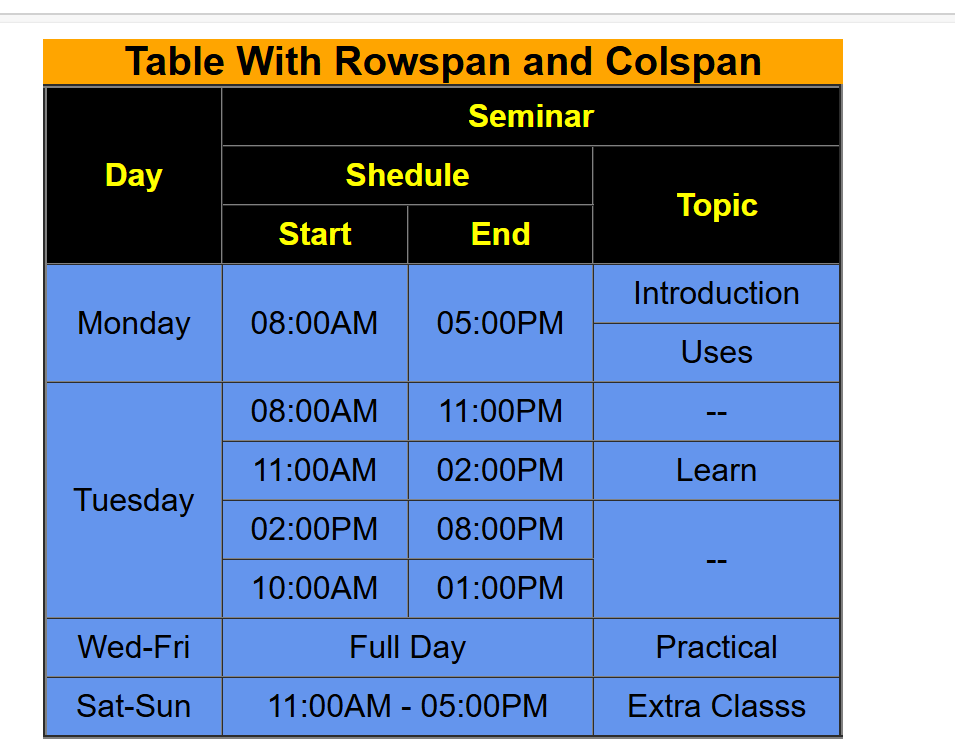 Table With Rowspan and Colspan
Day
Seminar
Shedule
Topic
Start
End
Monday
08:00AM
05:00PM
Introduction
Uses
Tuesday
08:00AM
11:00PM
--
11:00AM
02:00PM
Learn
02:00PM
08:00PM
--
10:00AM
01:00PM
Wed-Fri
Full Day
Practical
Sat-Sun
11:00AM - 05:00PM
Extra Classs